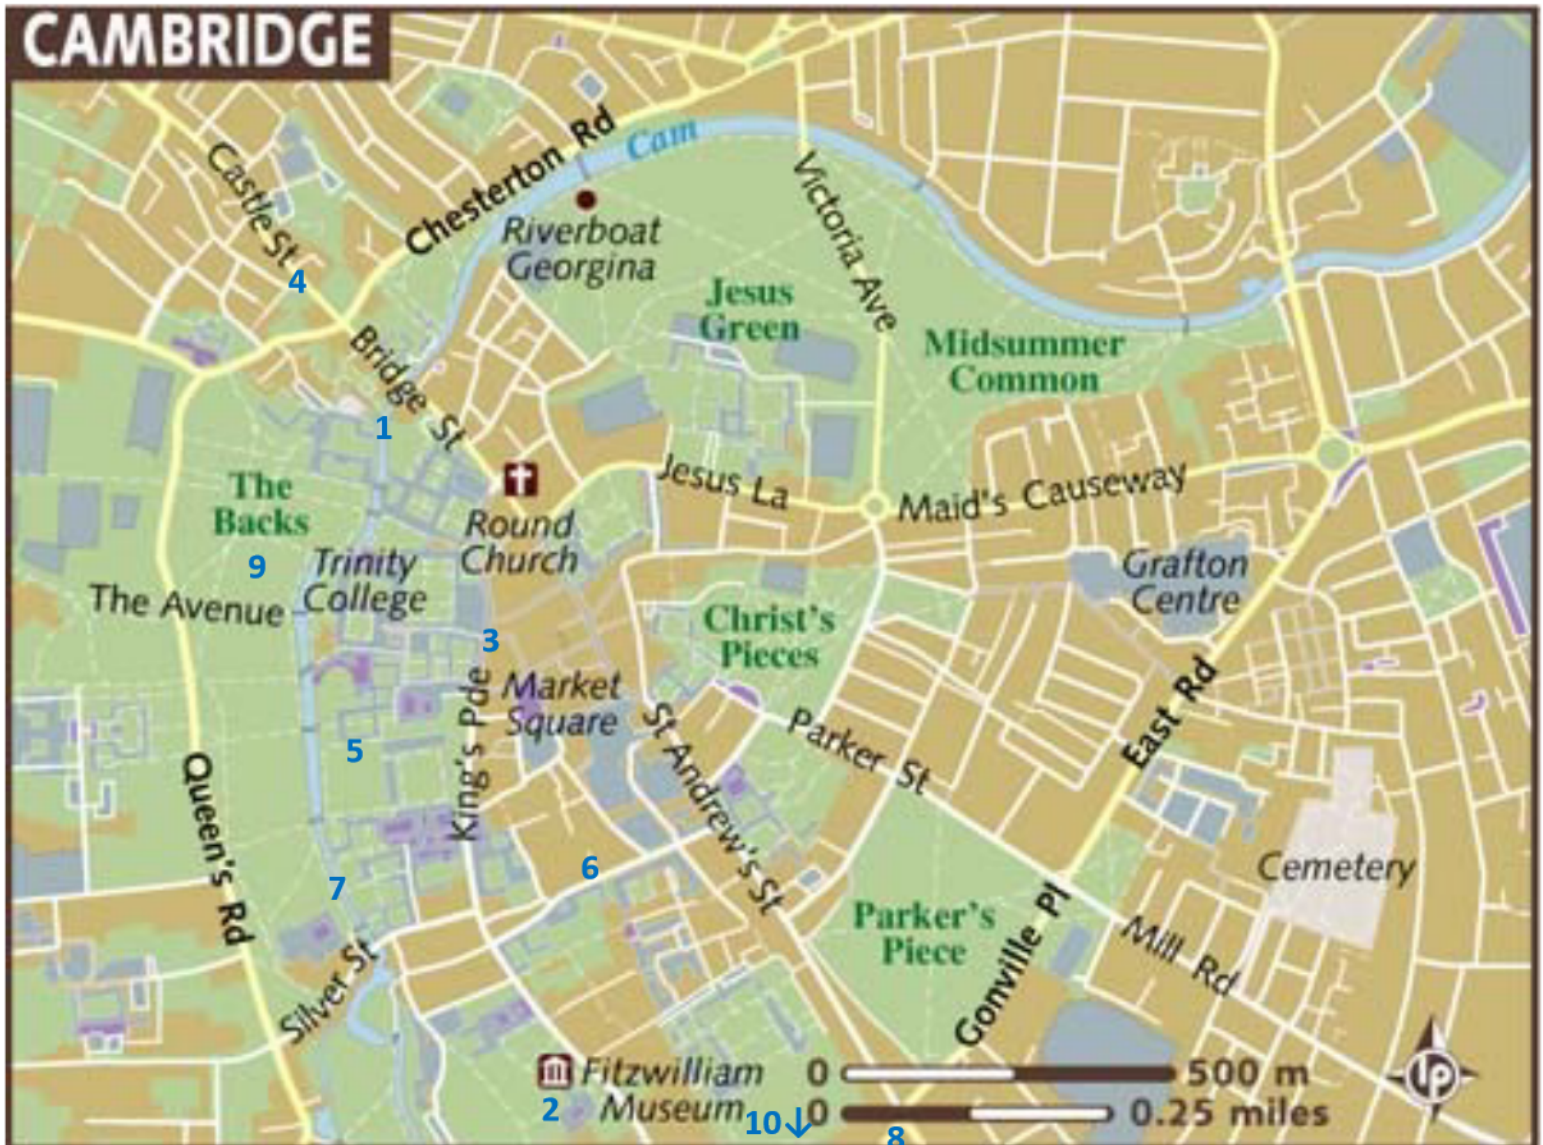 CAMBRIDGE
Cam
Chesterton Rd
Castle St
4
Riverboat
Georgina
Victoria Ave
Jesus
Green
Midsummer
Common
Bridge St
1
Jesus La
Maid's Causeway
The
Backs
9
Round
Church
Trinity
College
The Avenue
Grafton
Centre
3
Christ's
Pieces
Market
Square
King's Pde
St Andrew's St
Parker St
East Rd
5
Queen's Rd
6
7
Cemetery
Parker's
Piece
Gonville Pl
Mill Rd
Silver St
Fitzwilliam
Museum
2
10↓
8
0 500 m
0 0.25 miles
lp